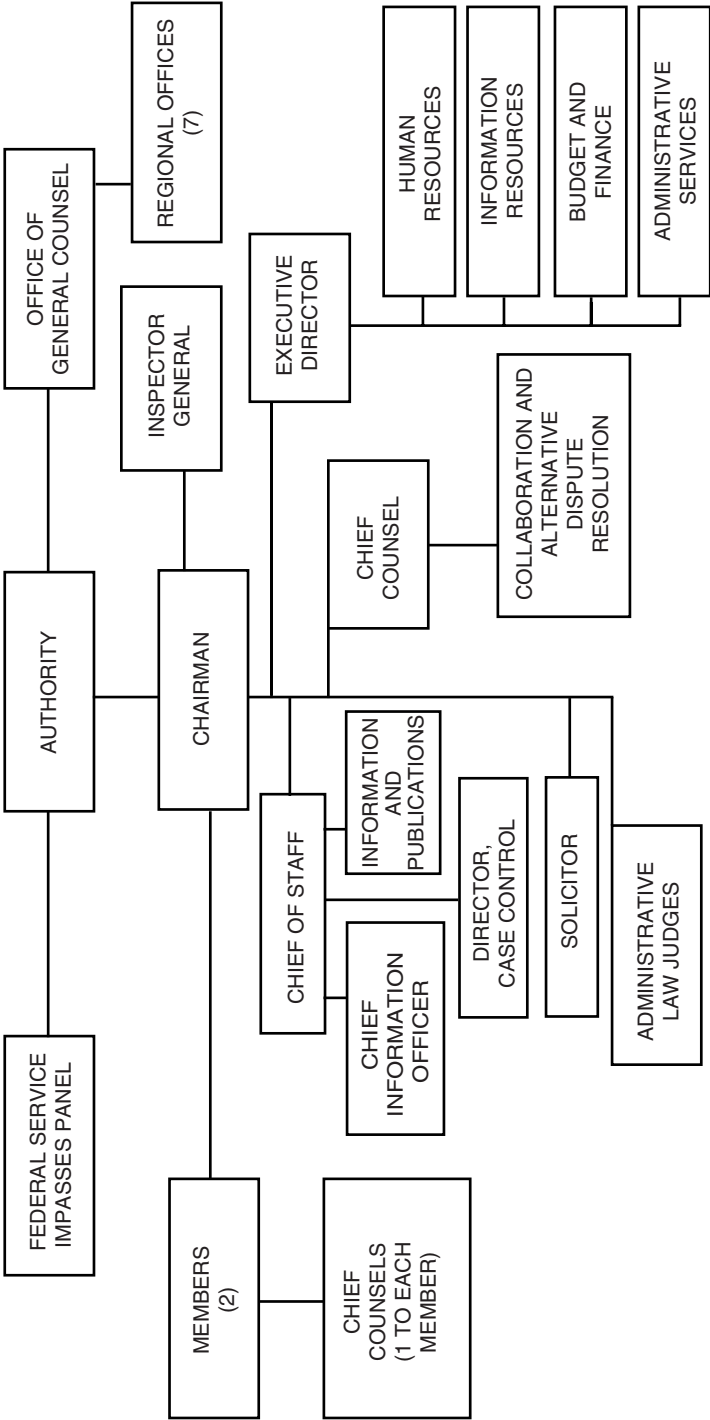 FEDERAL SERVICE
IMPASSES PANEL
AUTHORITY
OFFICE OF
GENERAL COUNSEL
REGIONAL OFFICES
(7)
MEMBERS
(2)
CHAIRMAN
INSPECTOR
GENERAL
CHIEF
COUNSELS
(1 TO EACH
MEMBER)
CHIEF OF STAFF
EXECUTIVE
DIRECTOR
CHIEF
INFORMATION
OFFICER
INFORMATION
AND
PUBLICATIONS
CHIEF
COUNSEL
HUMAN
RESOURCES
DIRECTOR,
CASE CONTROL
COLLABORATION AND
ALTERNATIVE
DISPUTE
RESOLUTION
INFORMATION
RESOURCES
SOLICITOR
BUDGET AND
FINANCE
ADMINISTRATIVE
LAW JUDGES
ADMINISTRATIVE
SERVICES